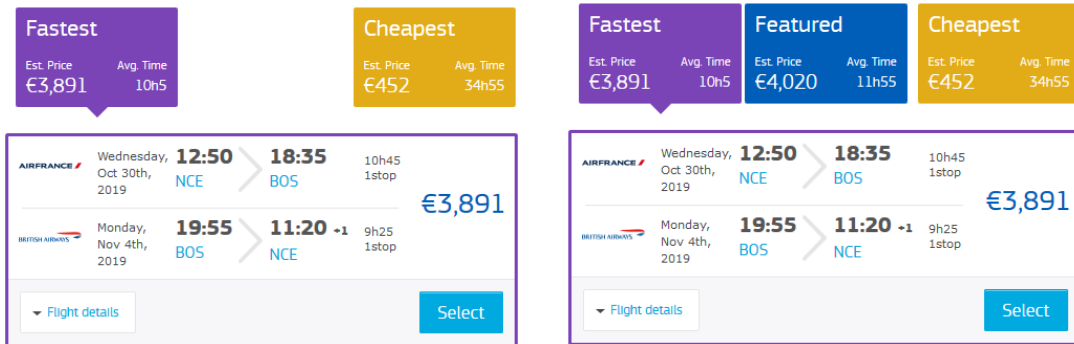 Fastest
Est. Price Avg. Time
€3,891 10h5
Cheapest
Est. Price Avg. Time
€452 34h55
AIRFRANCE
Wednesday,
Oct 30th,
2019
12:50
NCE
18:35
BOS
10h45
1stop
BRITISH AIRWAYS
Monday,
Nov 4th,
2019
19:55
BOS
11:20 +1
NCE
9h25
1stop
€3,891
Flight details
Select
Fastest
Est. Price Avg. Time
€3,891 10h5
Featured
Est. Price Avg. Time
€4,020 11h55
Cheapest
Est. Price Avg. Time
€452 34h55
AIRFRANCE
Wednesday,
Oct 30th,
2019
12:50
NCE
18:35
BOS
10h45
1stop
BRITISH AIRWAYS
Monday,
Nov 4th,
2019
19:55
BOS
11:20 +1
NCE
9h25
1stop
€3,891
Flight details
Select